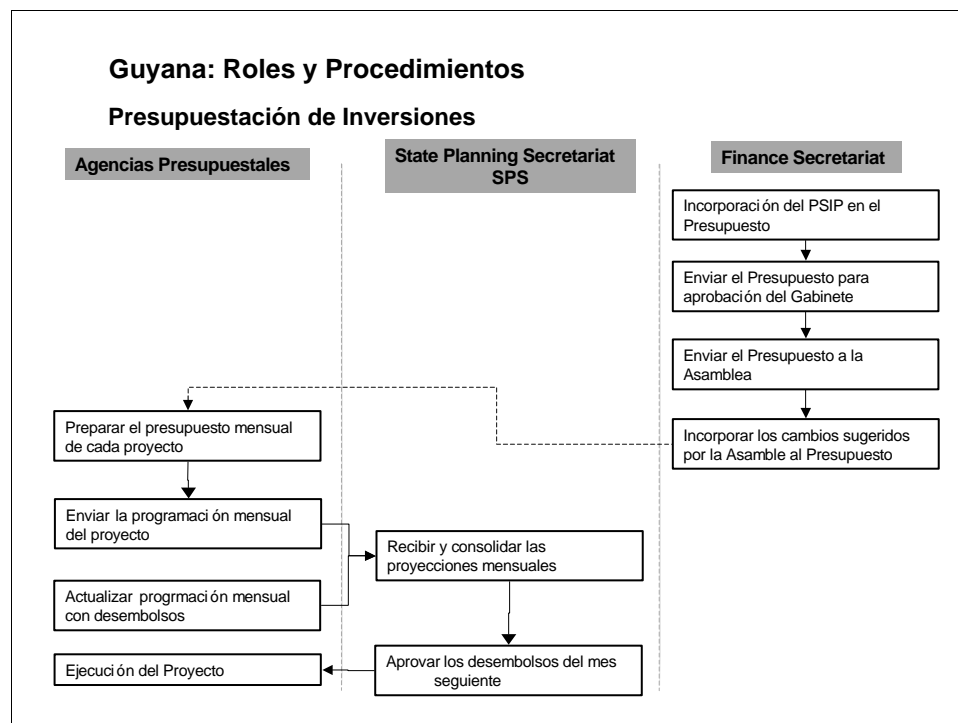 Guyana: Roles y Procedimientos
Presupuestación de Inversiones
Agencias Presupuestales
State Planning Secretariat
SPS
Finance Secretariat
Incorporación del PSIP en el
Presupuesto
Enviar el Presupuesto para
aprobación del Gabinete
Enviar el Presupuesto a la
Asamblea
Incorporar los cambios sugeridos
por la Asamble al Presupuesto
Preparar el presupuesto mensual
de cada proyecto
Enviar la programación mensual
del proyecto
Actualizar progrmación mensual
con desembolsos
Recibir y consolidar las
proyecciones mensuales
Aprovar los desembolsos del mes
seguiente
Ejecución del Proyecto